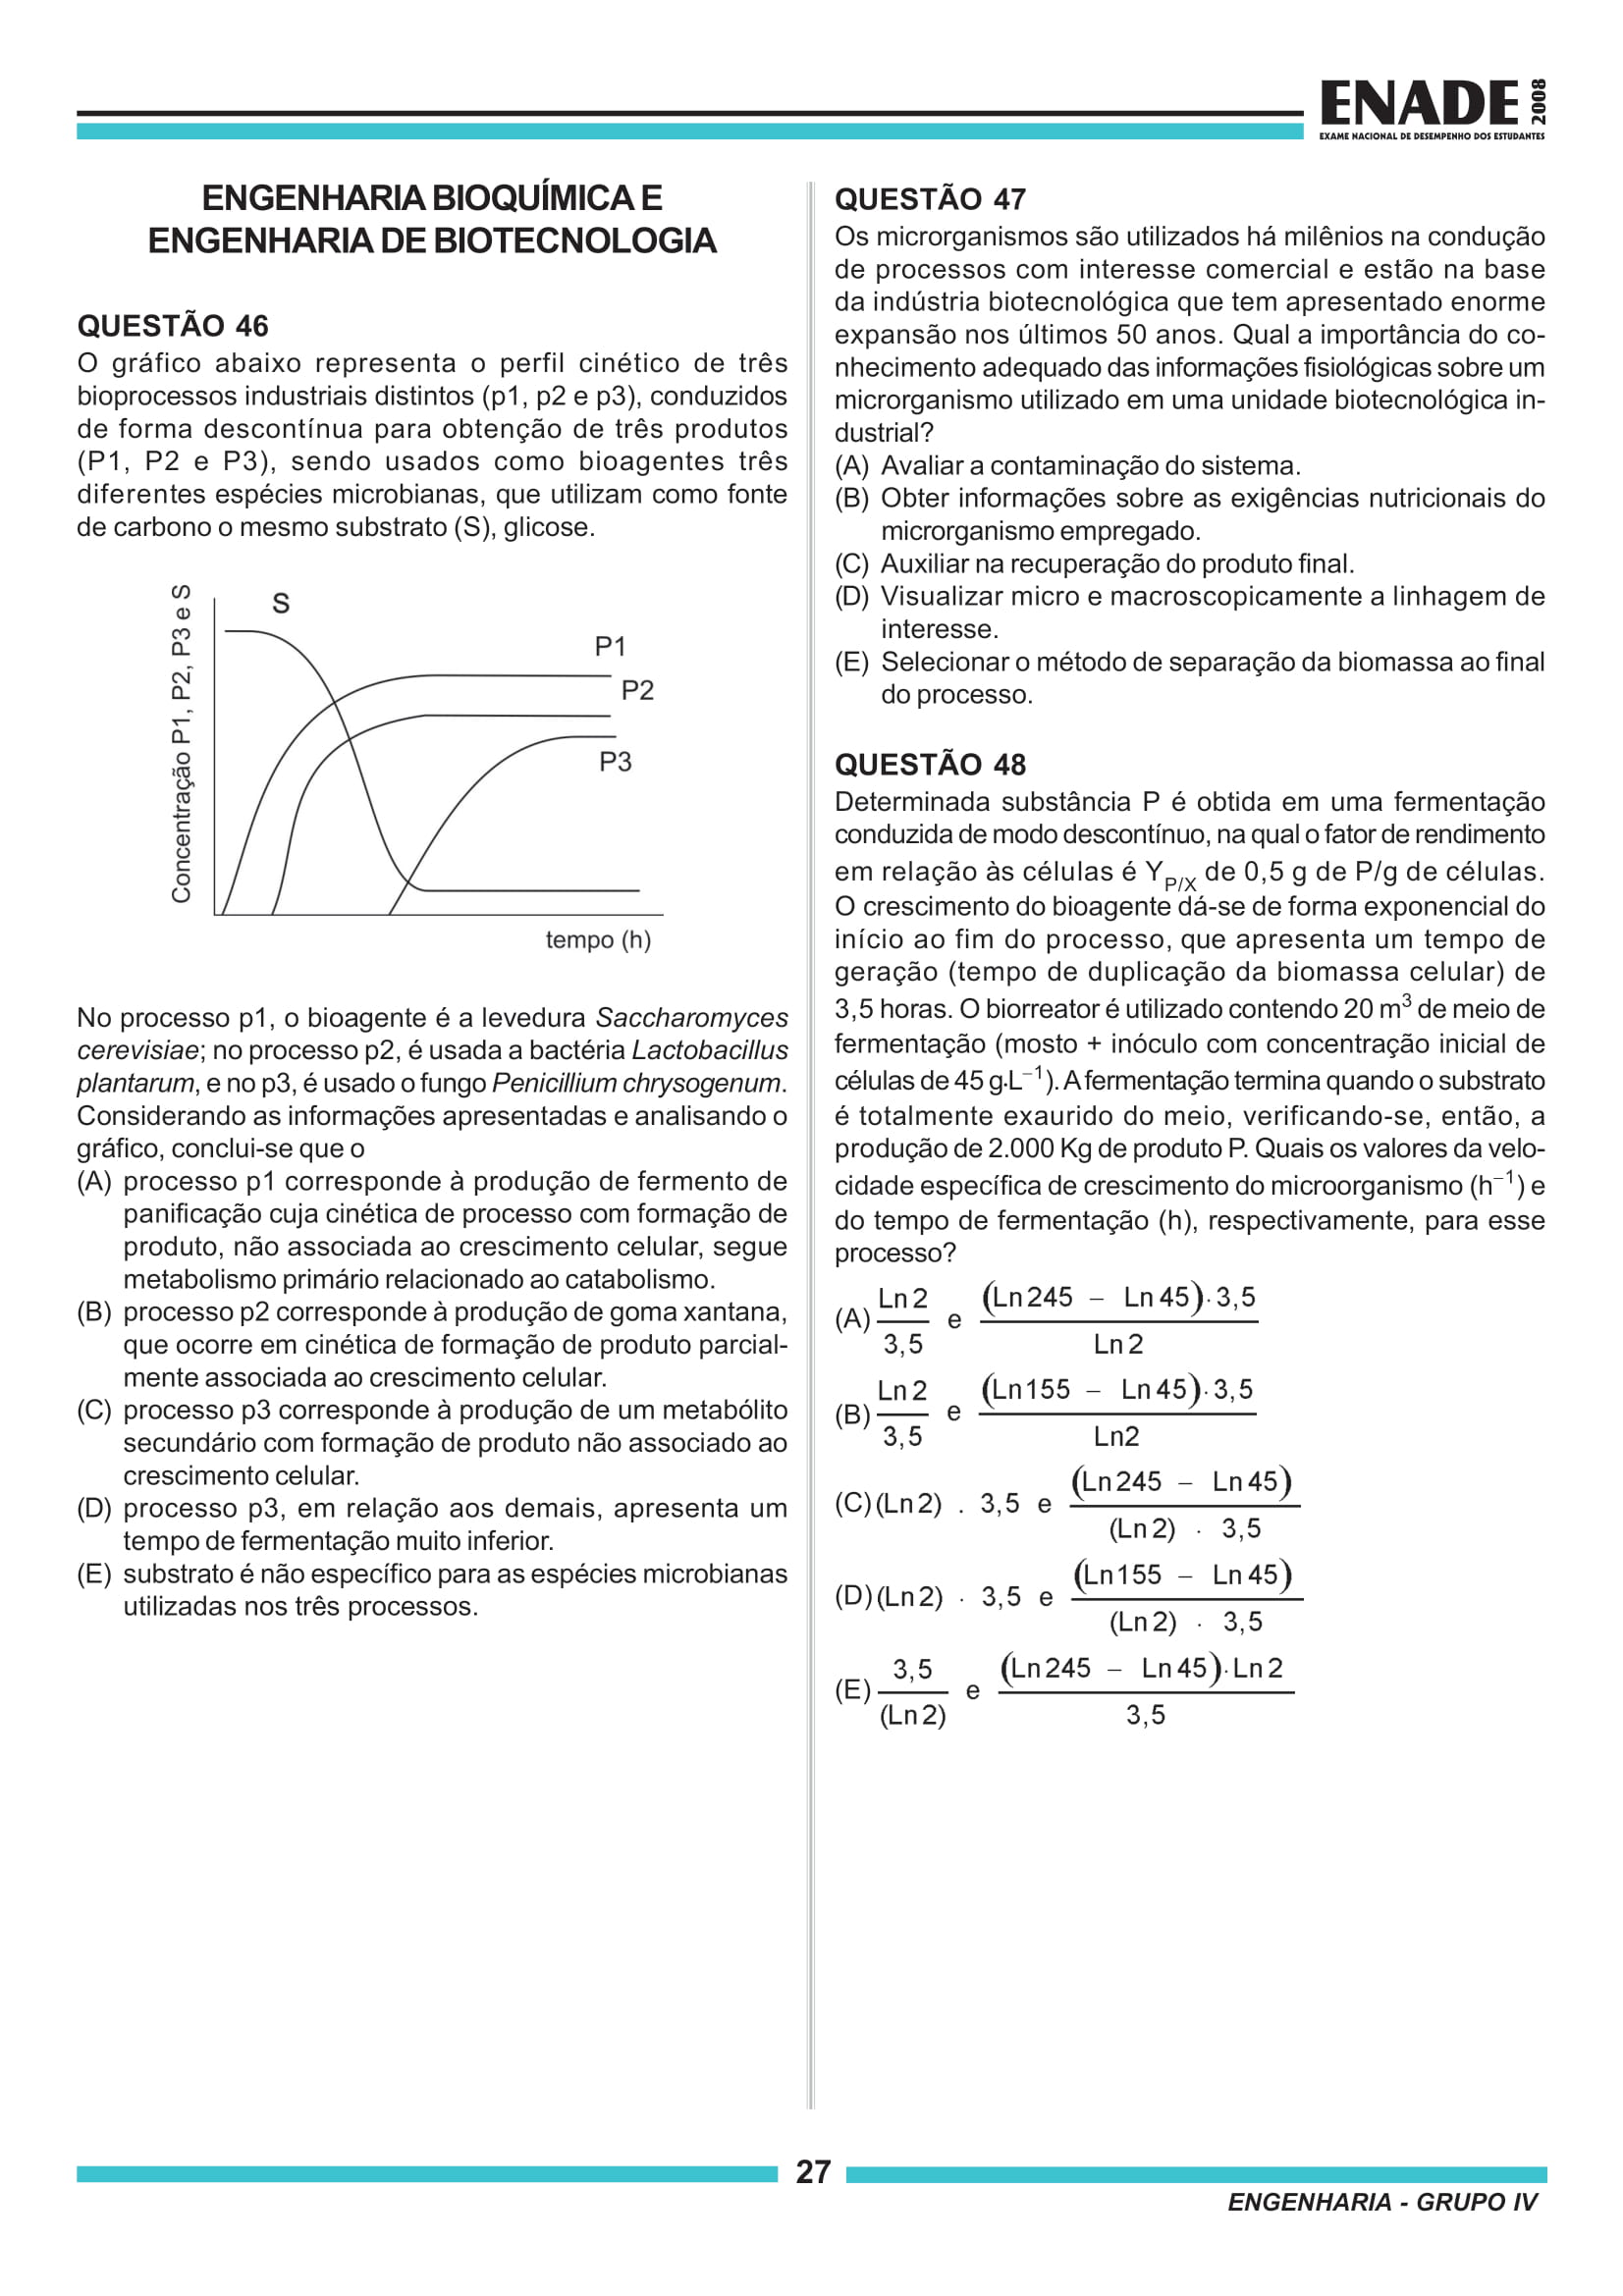 ENADE 2008
EXAME NACIONAL DE DESEMPENHO DOS ESTUDANTES
ENGENHARIA BIOQUÍMICA E
ENGENHARIA DE BIOTECNOLOGIA
QUESTÃO 46
O gráfico abaixo representa o perfil cinético de três
bioprocessos industriais distintos (p1, p2 e p3), conduzidos
de forma descontínua para obtenção de três produtos
(P1, P2 e P3), sendo usados como bioagentes três
diferentes espécies microbianas, que utilizam como fonte
de carbono o mesmo substrato (S), glicose.
Concentração P1, P2, P3 e S
S
P1
P2
P3
tempo (h)
No processo p1, o bioagente é a levedura Saccharomyces
cerevisiae; no processo p2, é usada a bactéria Lactobacillus
plantarum, e no p3, é usado o fungo Penicillium chrysogenum.
Considerando as informações apresentadas e analisando o
gráfico, conclui-se que o
(A) processo p1 corresponde à produção de fermento de
panificação cuja cinética de processo com formação de
produto, não associada ao crescimento celular, segue
metabolismo primário relacionado ao catabolismo.
(B) processo p2 corresponde à produção de goma xantana,
que ocorre em cinética de formação de produto parcial-
mente associada ao crescimento celular.
(C) processo p3 corresponde à produção de um metabólito
secundário com formação de produto não associado ao
crescimento celular.
(D) processo p3, em relação aos demais, apresenta um
tempo de fermentação muito inferior.
(E) substrato é não específico para as espécies microbianas
utilizadas nos três processos.
QUESTÃO 47
Os microrganismos são utilizados há milênios na condução
de processos com interesse comercial e estão na base
da indústria biotecnológica que tem apresentado enorme
expansão nos últimos 50 anos. Qual a importância do co-
nhecimento adequado das informações fisiológicas sobre um
microrganismo utilizado em uma unidade biotecnológica in-
dustrial?
(A) Avaliar a contaminação do sistema.
(B) Obter informações sobre as exigências nutricionais do
microrganismo empregado.
(C) Auxiliar na recuperação do produto final.
(D) Visualizar micro e macroscopicamente a linhagem de
interesse.
(E) Selecionar o método de separação da biomassa ao final
do processo.
QUESTÃO 48
Determinada substância P é obtida em uma fermentação
conduzida de modo descontínuo, na qual o fator de rendimento
em relação às células é Y_P/X de 0,5 g de P/g de células.
O crescimento do bioagente dá-se de forma exponencial do
início ao fim do processo, que apresenta um tempo de
geração (tempo de duplicação da biomassa celular) de
3,5 horas. O biorreator é utilizado contendo 20 m³ de meio de
fermentação (mosto + inóculo com concentração inicial de
células de 45 g·L⁻¹). A fermentação termina quando o substrato
é totalmente exaurido do meio, verificando-se, então, a
produção de 2.000 Kg de produto P. Quais os valores da velo-
cidade específica de crescimento do microorganismo (h⁻¹) e
do tempo de fermentação (h), respectivamente, para esse
processo?
(A) Ln 2 / 3,5 e (Ln 245 − Ln 45) · 3,5 / Ln 2
(B) Ln 2 / 3,5 e (Ln 155 − Ln 45) · 3,5 / Ln2
(C) (Ln 2) . 3,5 e (Ln 245 − Ln 45) / (Ln 2) · 3,5
(D) (Ln 2) · 3,5 e (Ln 155 − Ln 45) / (Ln 2) · 3,5
(E) 3,5 / (Ln 2) e (Ln 245 − Ln 45) · Ln 2 / 3,5
27
ENGENHARIA - GRUPO IV